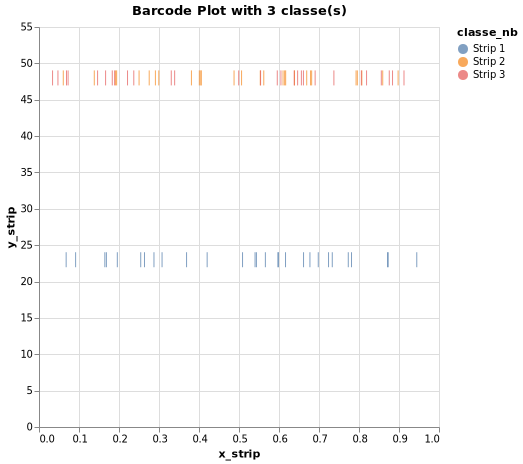 Barcode Plot with 3 classe(s)
classe_nb
Strip 1
Strip 2
Strip 3
y_strip
55
50
45
40
35
30
25
20
15
10
5
0
0.0 0.1 0.2 0.3 0.4 0.5 0.6 0.7 0.8 0.9 1.0
x_strip